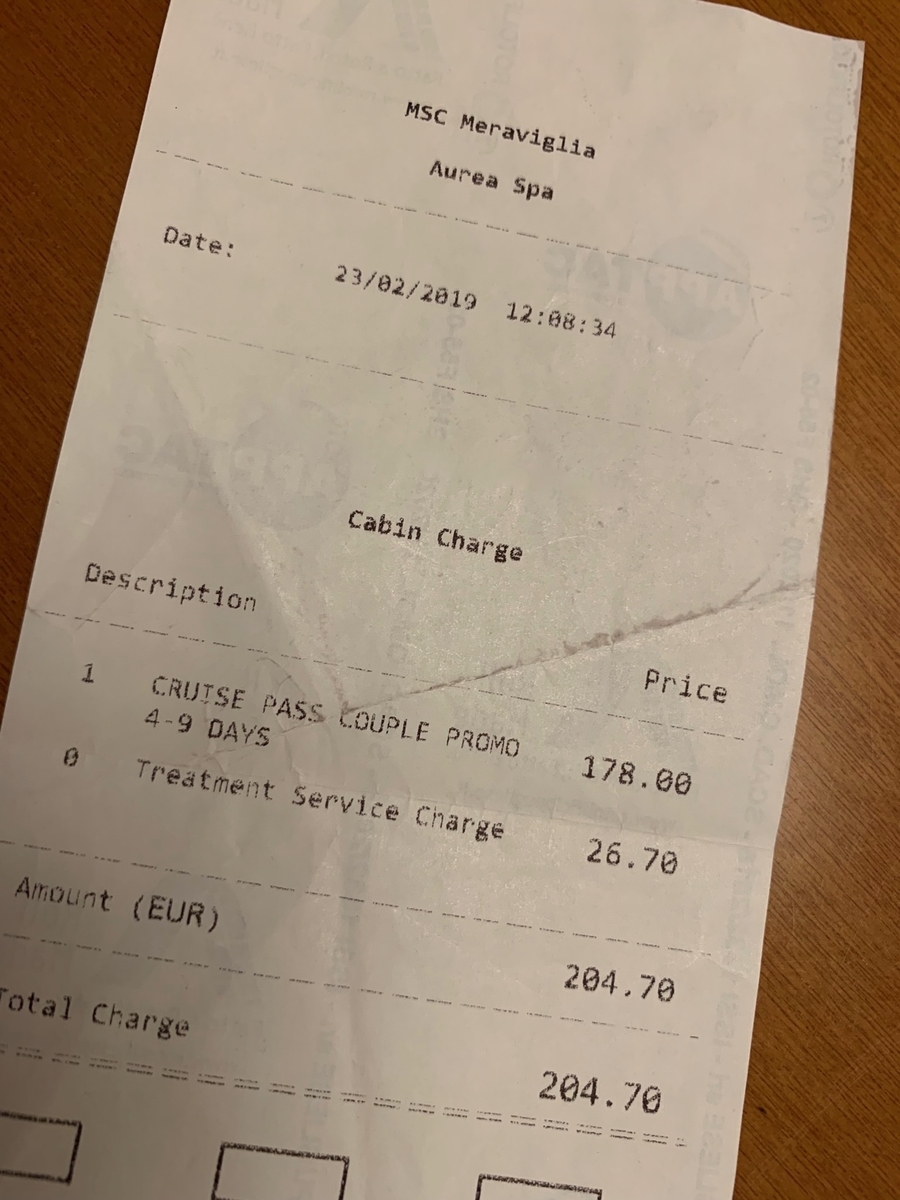 MSC Meraviglia
Aurea Spa
Date:
23/02/2019 12:08:34
Cabin Charge
Description
Price
1 CRUISE PASS COUPLE PROMO 178.00
4-9 DAYS
0 Treatment Service Charge 26.70
Amount (EUR)
204.70
Total Charge
204.70